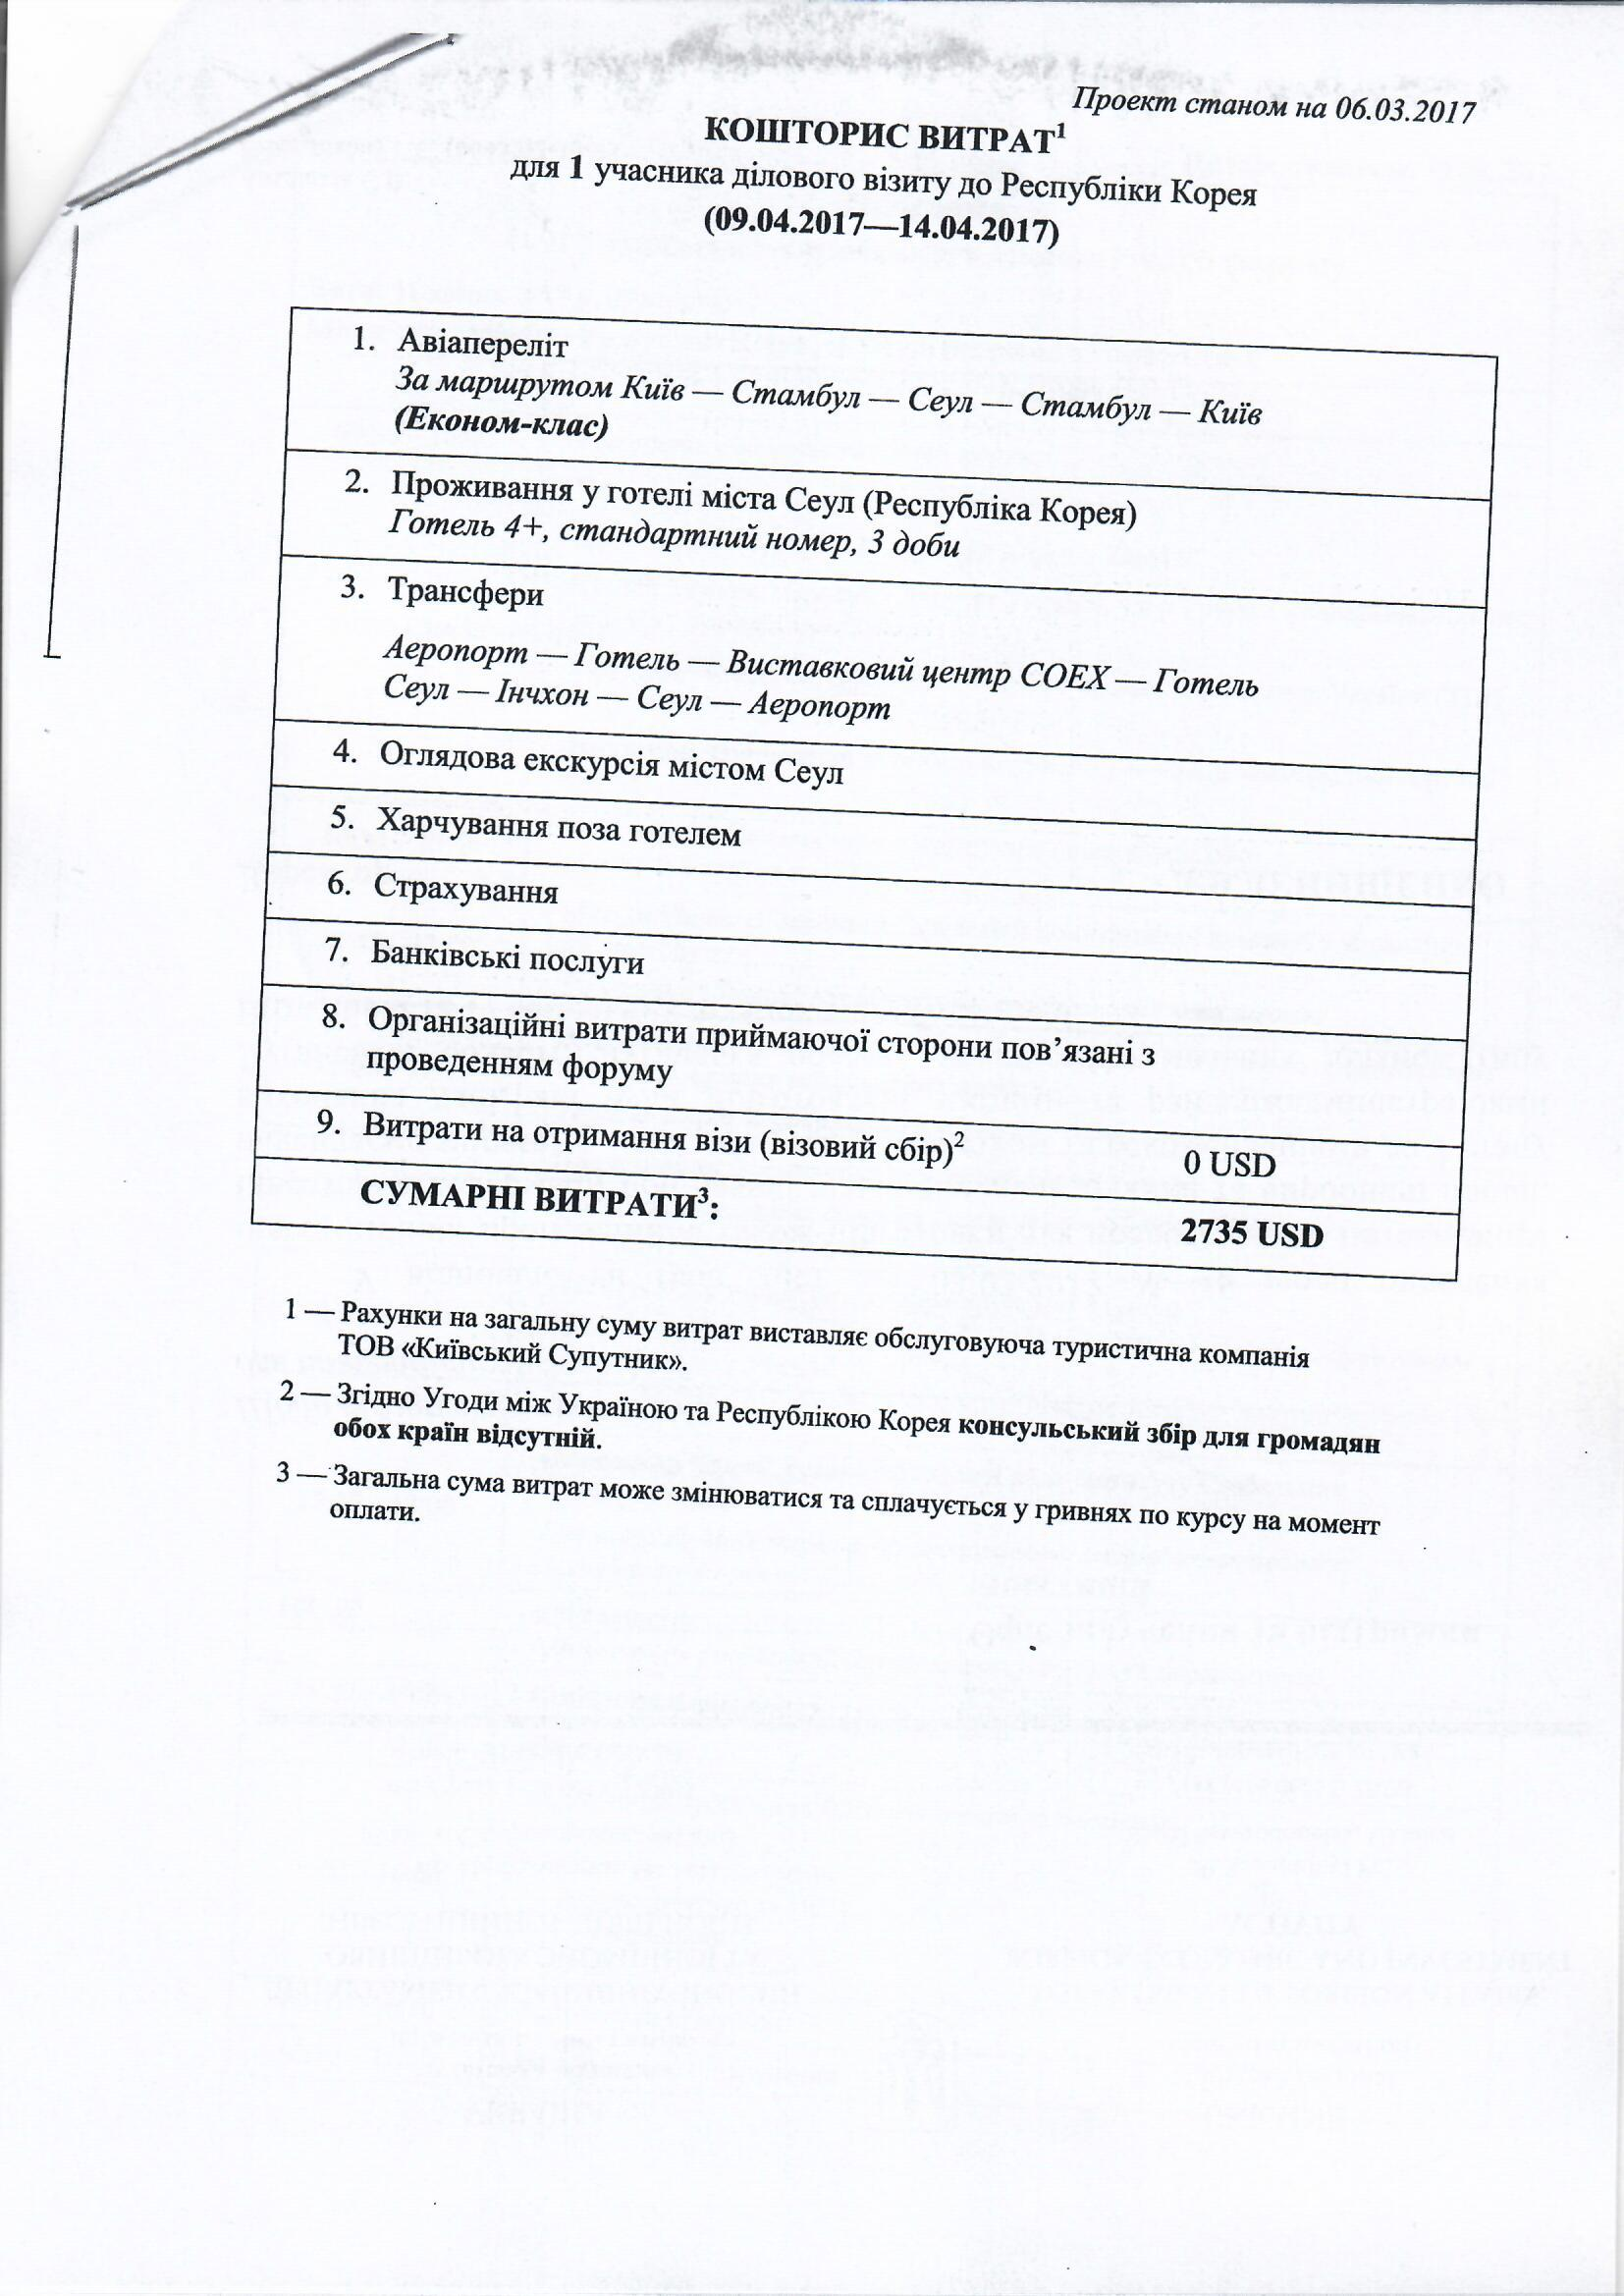 Проект станом на 06.03.2017
КОШТОРИС ВИТРАТ¹
для 1 учасника ділового візиту до Республіки Корея
(09.04.2017—14.04.2017)
1. Авіапереліт
За маршрутом Київ — Стамбул — Сеул — Стамбул — Київ
(Економ-клас)
2. Проживання у готелі міста Сеул (Республіка Корея)
Готель 4+, стандартний номер, 3 доби
3. Трансфери
Аеропорт — Готель — Виставковий центр COEX — Готель
Сеул — Інчхон — Сеул — Аеропорт
4. Оглядова екскурсія містом Сеул
5. Харчування поза готелем
6. Страхування
7. Банківські послуги
8. Організаційні витрати приймаючої сторони пов’язані з
проведенням форуму
9. Витрати на отримання візи (візовий сбір)² 0 USD
СУМАРНІ ВИТРАТИ³: 2735 USD
1 — Рахунки на загальну суму витрат виставляє обслуговуюча туристична компанія
ТОВ «Київський Супутник».
2 — Згідно Угоди між Україною та Республікою Корея консульський збір для громадян
обох країн відсутній.
3 — Загальна сума витрат може змінюватися та сплачується у гривнях по курсу на момент
оплати.